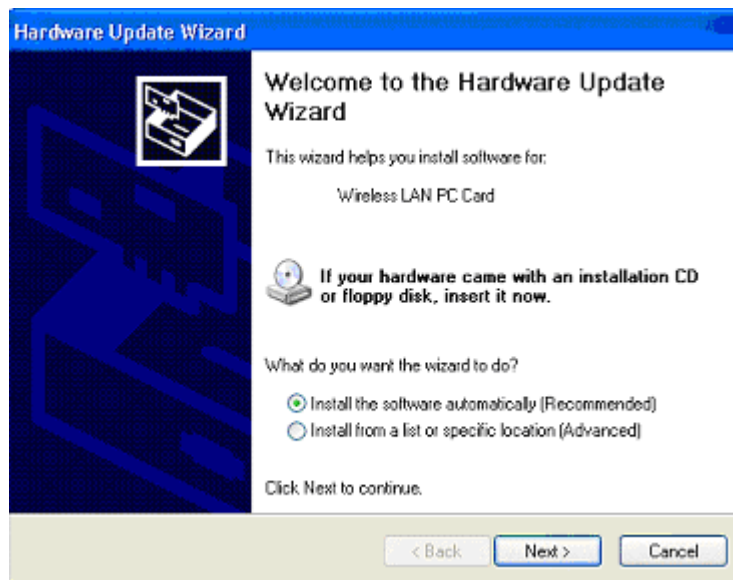 Hardware Update Wizard
Welcome to the Hardware Update
Wizard
This wizard helps you install software for:
Wireless LAN PC Card
If your hardware came with an installation CD
or floppy disk, insert it now.
What do you want the wizard to do?
Install the software automatically (Recommended)
Install from a list or specific location (Advanced)
Click Next to continue.
< Back
Next >
Cancel